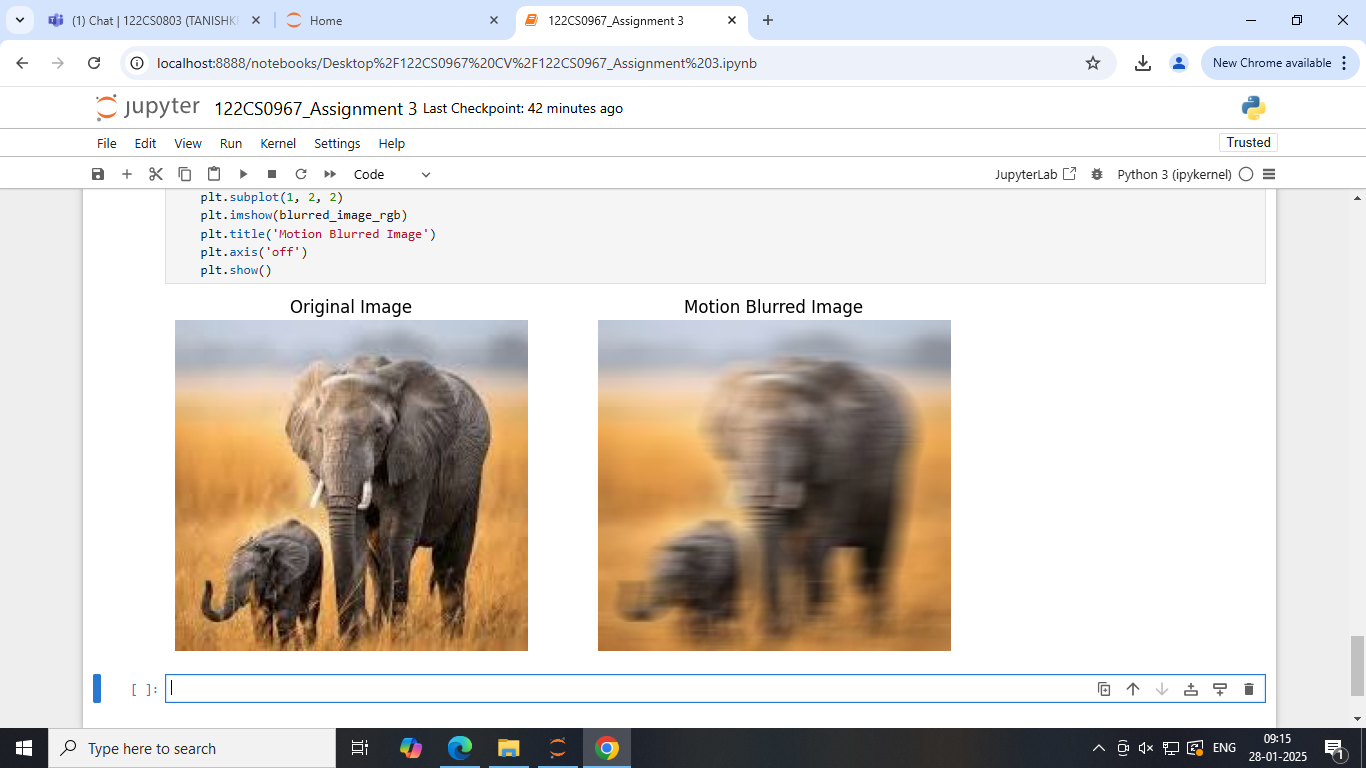 (1) Chat | 122CS0803 (TANISHK
Home
122CS0967_Assignment 3
localhost:8888/notebooks/Desktop%2F122CS0967%20CV%2F122CS0967_Assignment%203.ipynb
New Chrome available
jupyter 122CS0967_Assignment 3 Last Checkpoint: 42 minutes ago
File Edit View Run Kernel Settings Help
Trusted
Code
JupyterLab
Python 3 (ipykernel)
plt.subplot(1, 2, 2)
plt.imshow(blurred_image_rgb)
plt.title('Motion Blurred Image')
plt.axis('off')
plt.show()
Original Image
Motion Blurred Image
[ ]:
Type here to search
ENG
09:15
28-01-2025
1